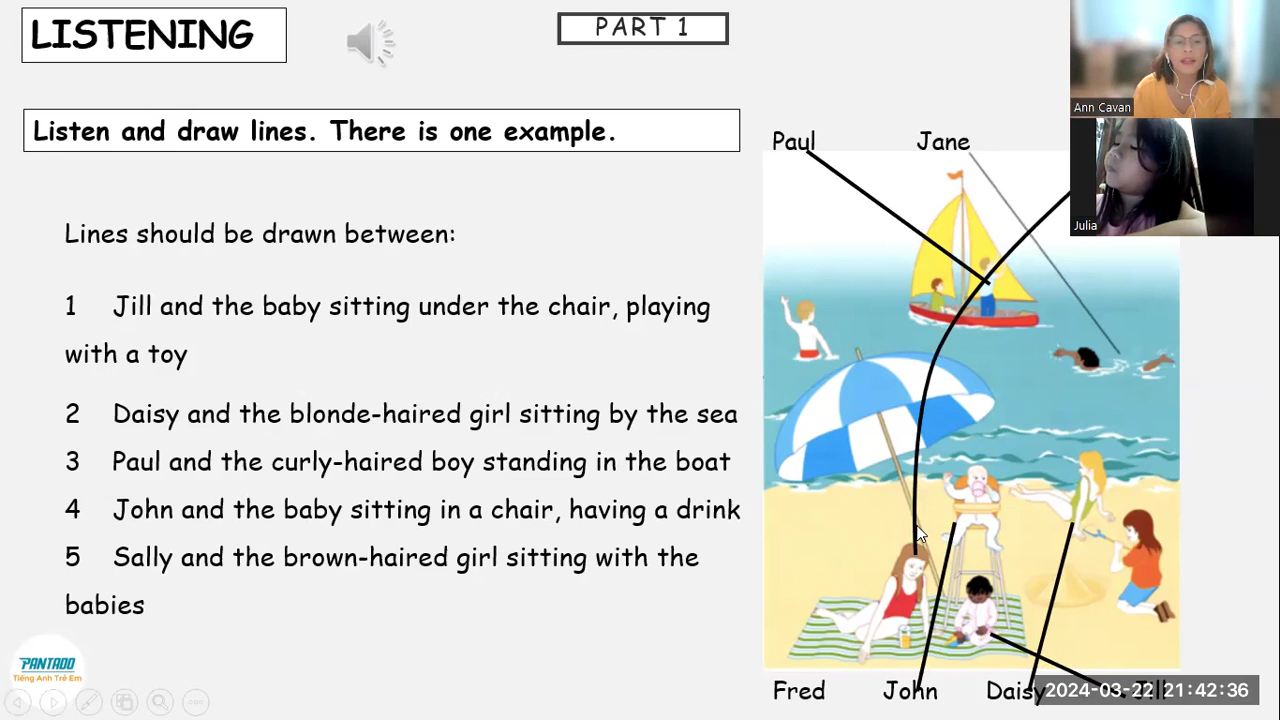 LISTENING
PART 1
Ann Cavan
Listen and draw lines. There is one example.
Paul Jane
Julia
Lines should be drawn between:
1 Jill and the baby sitting under the chair, playing
with a toy
2 Daisy and the blonde-haired girl sitting by the sea
3 Paul and the curly-haired boy standing in the boat
4 John and the baby sitting in a chair, having a drink
5 Sally and the brown-haired girl sitting with the
babies
PANTADO
Tiếng Anh Trẻ Em
Fred John Daisy Jill
2024-03-22 21:42:36